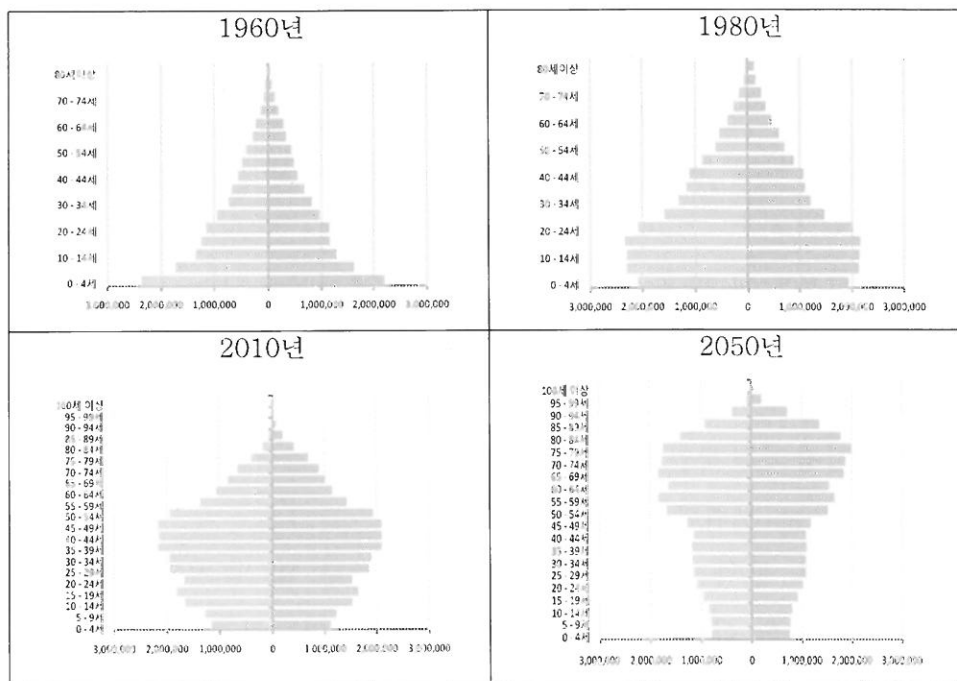 1960년
80세이상
70 - 74세
60 - 64세
50 - 54세
40 - 44세
30 - 34세
20 - 24세
10 - 14세
0 - 4세
3,000,000 2,000,000 1,000,000 0 1,000,000 2,000,000 3,000,000
1980년
80세이상
70 - 74세
60 - 64세
50 - 54세
40 - 44세
30 - 34세
20 - 24세
10 - 14세
0 - 4세
3,000,000 2,000,000 1,000,000 0 1,000,000 2,000,000 3,000,000
2010년
100세 이상
95 - 99세
90 - 94세
85 - 89세
80 - 84세
75 - 79세
70 - 74세
65 - 69세
60 - 64세
55 - 59세
50 - 54세
45 - 49세
40 - 44세
35 - 39세
30 - 34세
25 - 29세
20 - 24세
15 - 19세
10 - 14세
5 - 9세
0 - 4세
3,000,000 2,000,000 1,000,000 0 1,000,000 2,000,000 3,000,000
2050년
100세 이상
95 - 99세
90 - 94세
85 - 89세
80 - 84세
75 - 79세
70 - 74세
65 - 69세
60 - 64세
55 - 59세
50 - 54세
45 - 49세
40 - 44세
35 - 39세
30 - 34세
25 - 29세
20 - 24세
15 - 19세
10 - 14세
5 - 9세
0 - 4세
3,000,000 2,000,000 1,000,000 0 1,000,000 2,000,000 3,000,000